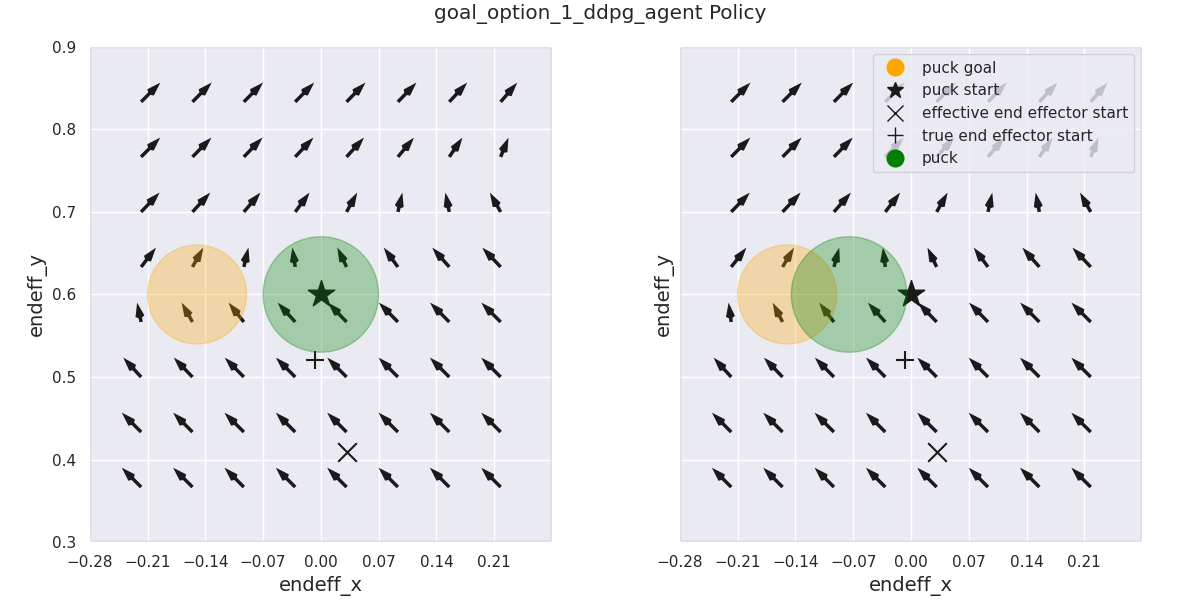 goal_option_1_ddpg_agent Policy
endeff_y
0.9
0.8
0.7
0.6
0.5
0.4
0.3
−0.28 −0.21 −0.14 −0.07 0.00 0.07 0.14 0.21
endeff_x
endeff_y
puck goal
puck start
effective end effector start
true end effector start
puck
−0.28 −0.21 −0.14 −0.07 0.00 0.07 0.14 0.21
endeff_x